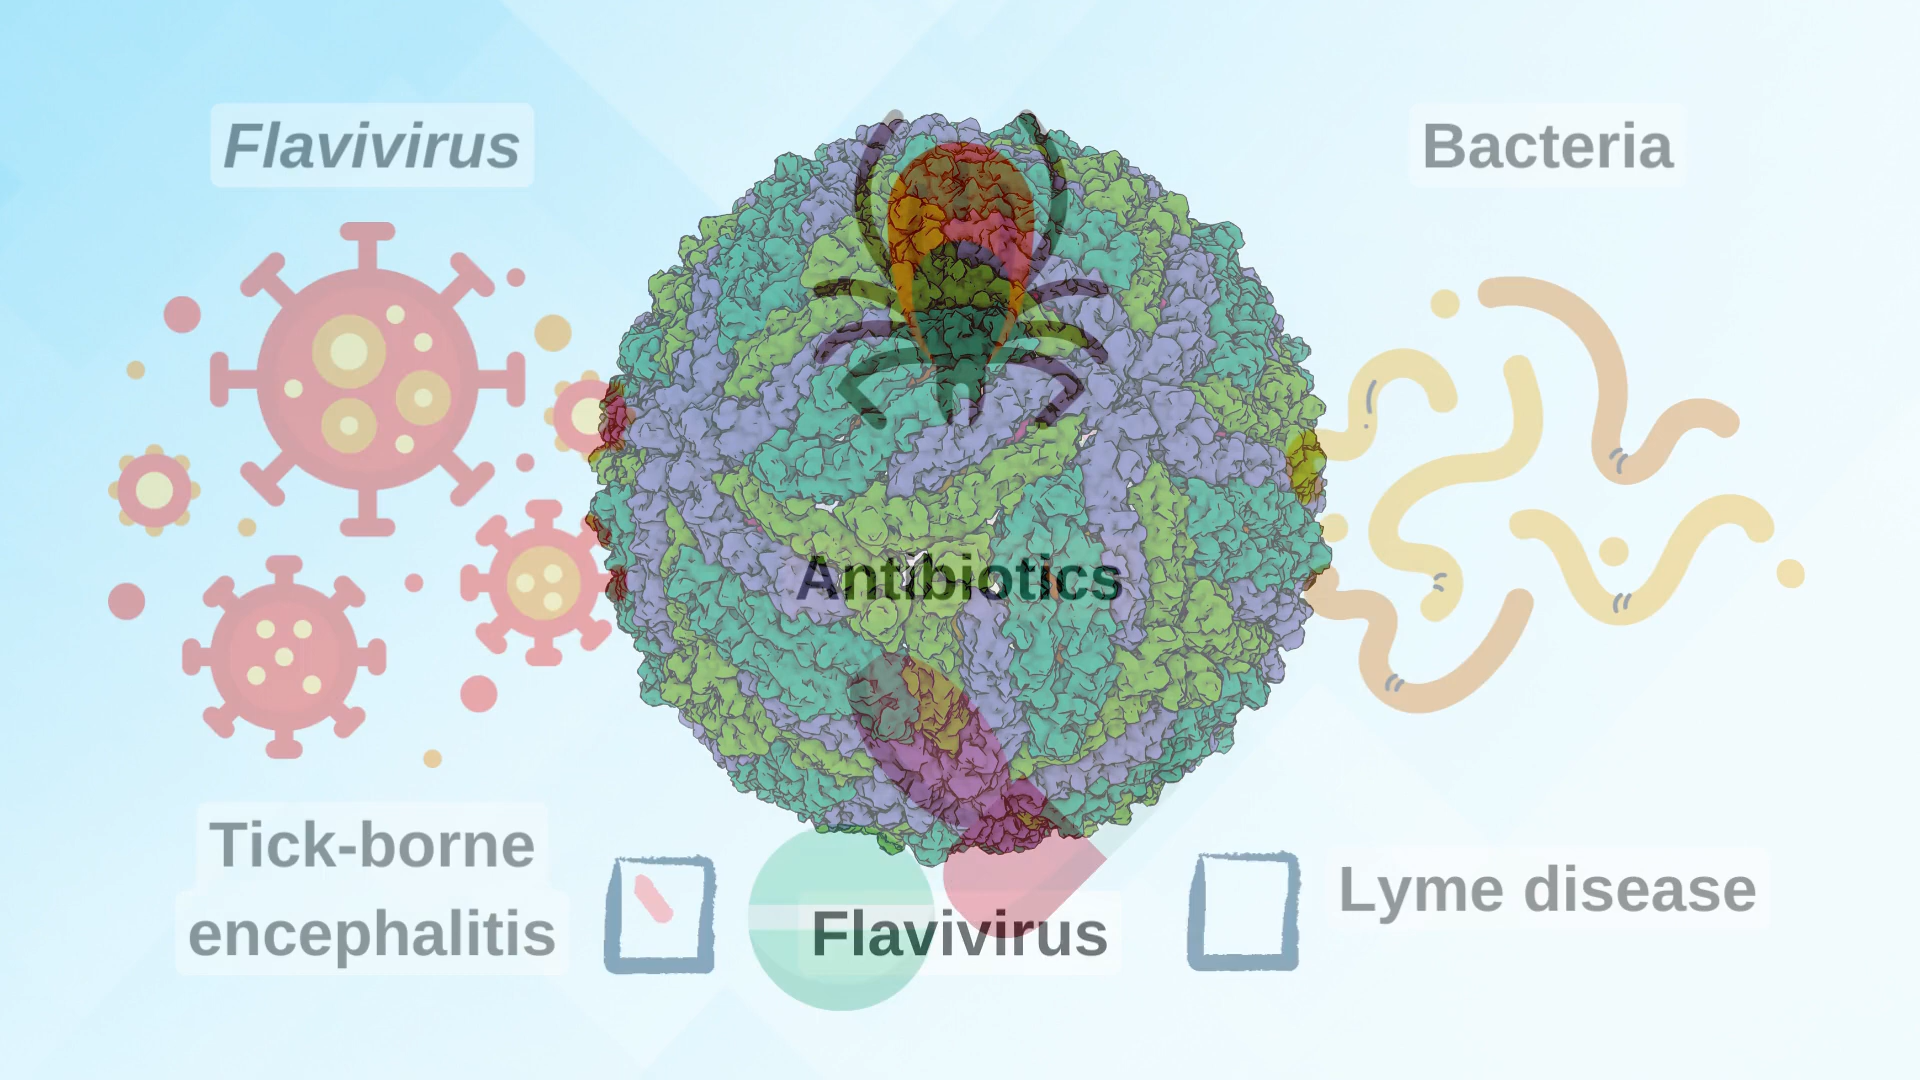 Flavivirus
Bacteria
Antibiotics
Tick-borne
encephalitis
Flavivirus
Lyme disease